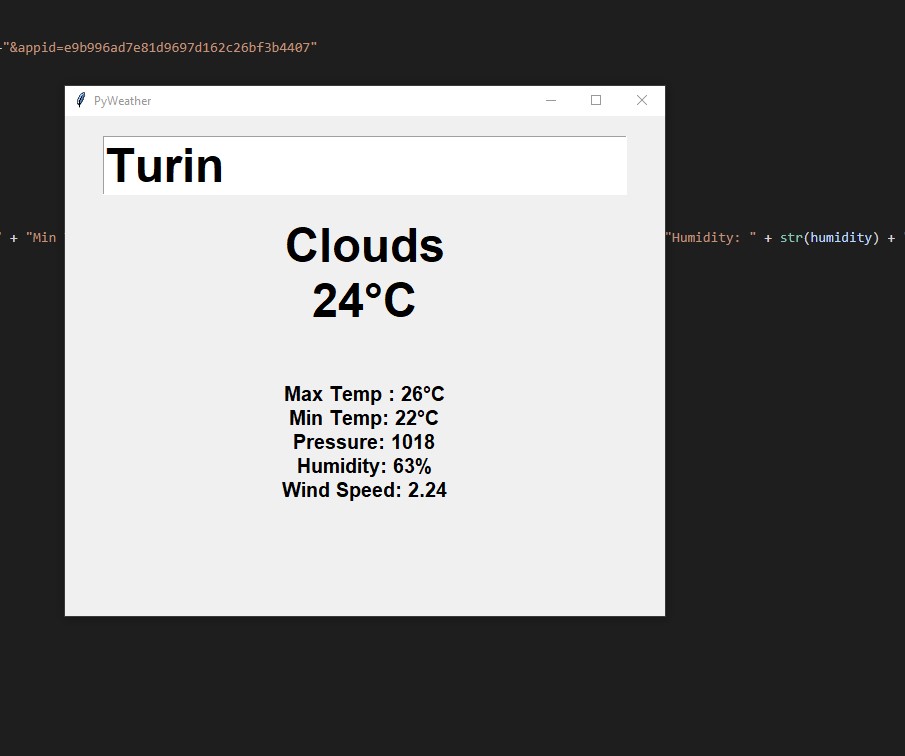 "&appid=e9b996ad7e81d9697d162c26bf3b4407"
PyWeather
Turin
" + "Min
"Humidity: " + str(humidity) + "
Clouds
24°C
Max Temp : 26°C
Min Temp: 22°C
Pressure: 1018
Humidity: 63%
Wind Speed: 2.24